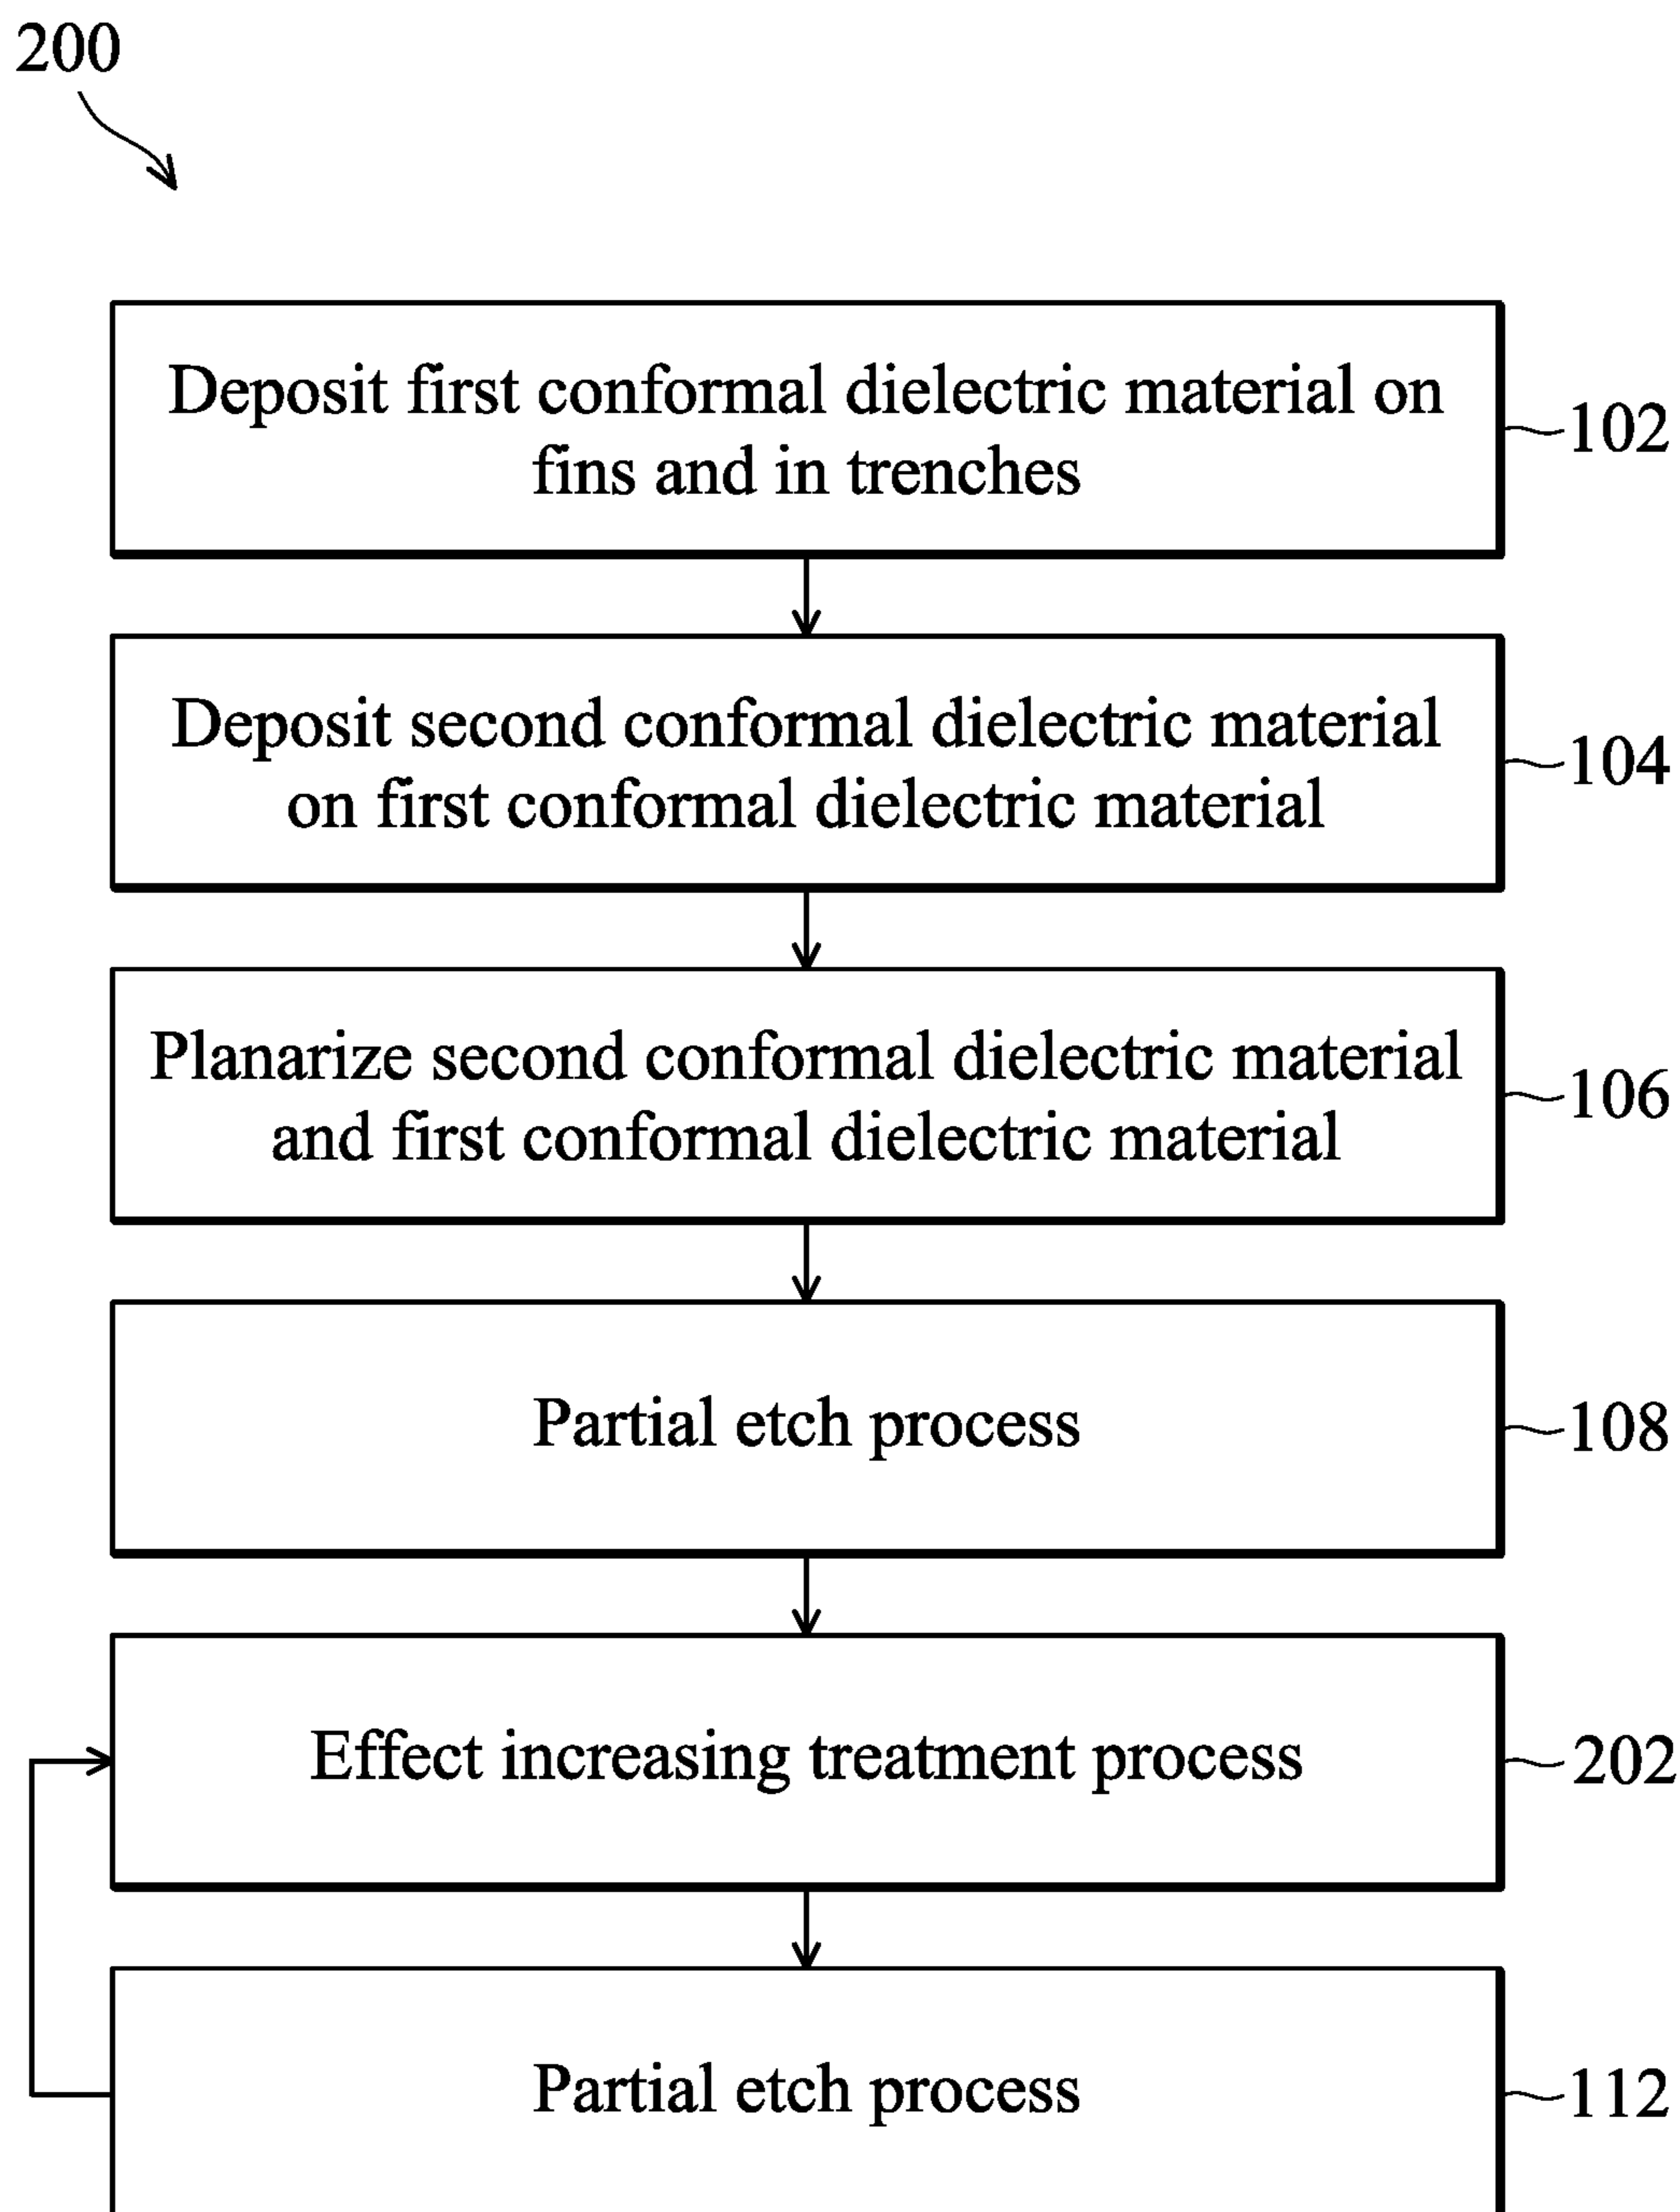 200
Deposit first conformal dielectric material on
fins and in trenches
102
Deposit second conformal dielectric material
on first conformal dielectric material
104
Planarize second conformal dielectric material
and first conformal dielectric material
106
Partial etch process
108
Effect increasing treatment process
202
Partial etch process
112